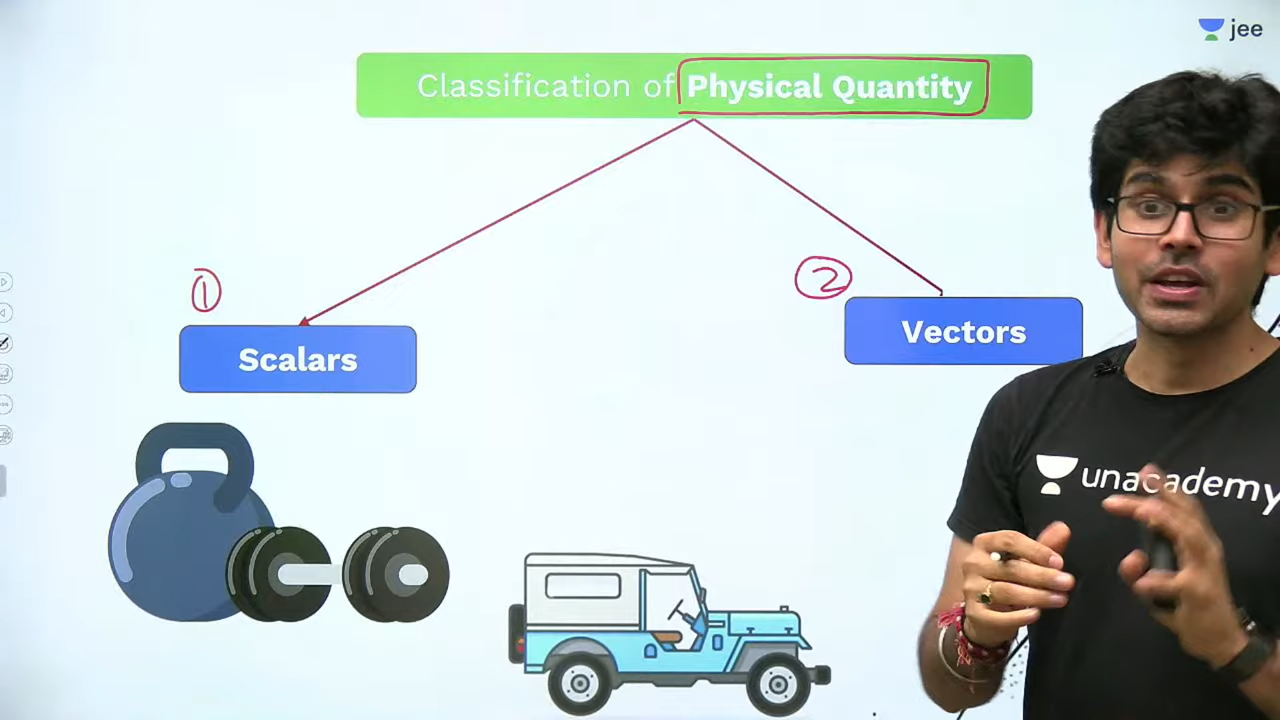 jee
Classification of Physical Quantity
1
2
Scalars
Vectors
unacademy